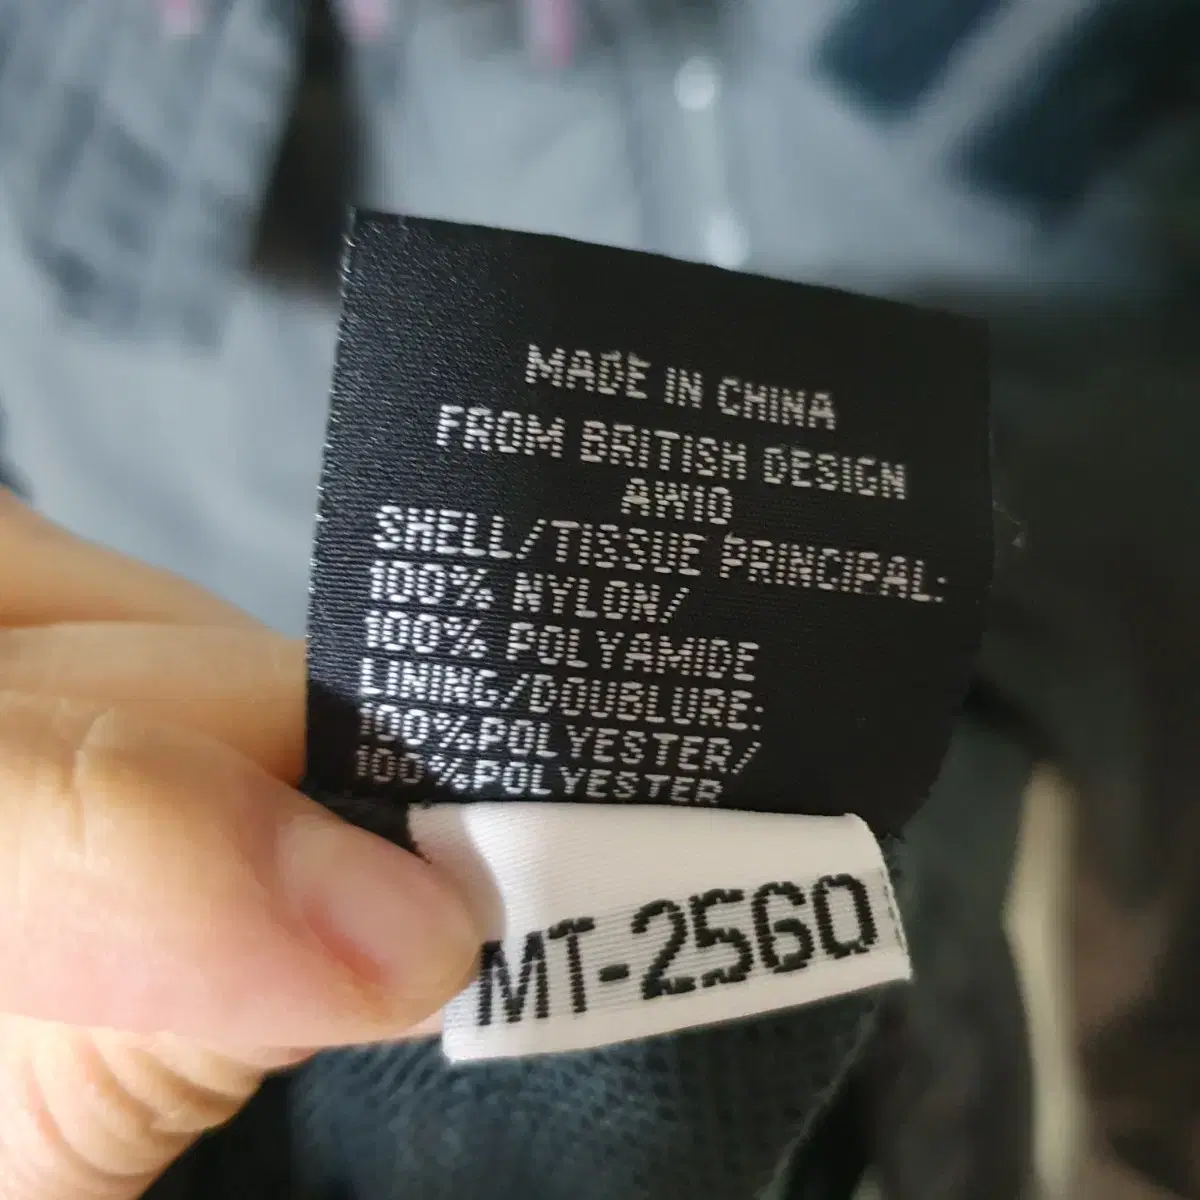 MADE IN CHINA
FROM BRITISH DESIGN
AW10
SHELL/TISSUE PRINCIPAL:
100% NYLON/
100% POLYAMIDE
LINING/DOUBLURE:
100%POLYESTER/
100%POLYESTER
MT-2560